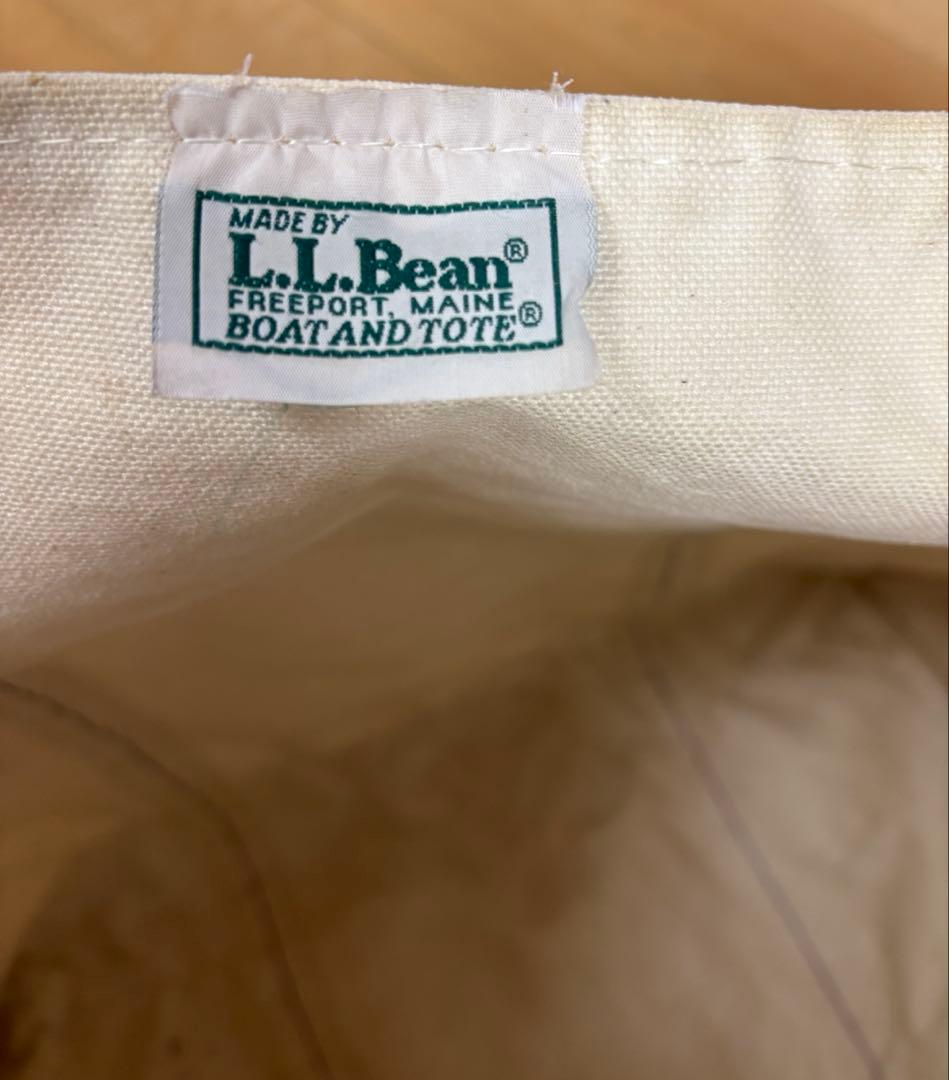 MADE BY
L.L.Bean®
FREEPORT, MAINE
BOAT AND TOTE®